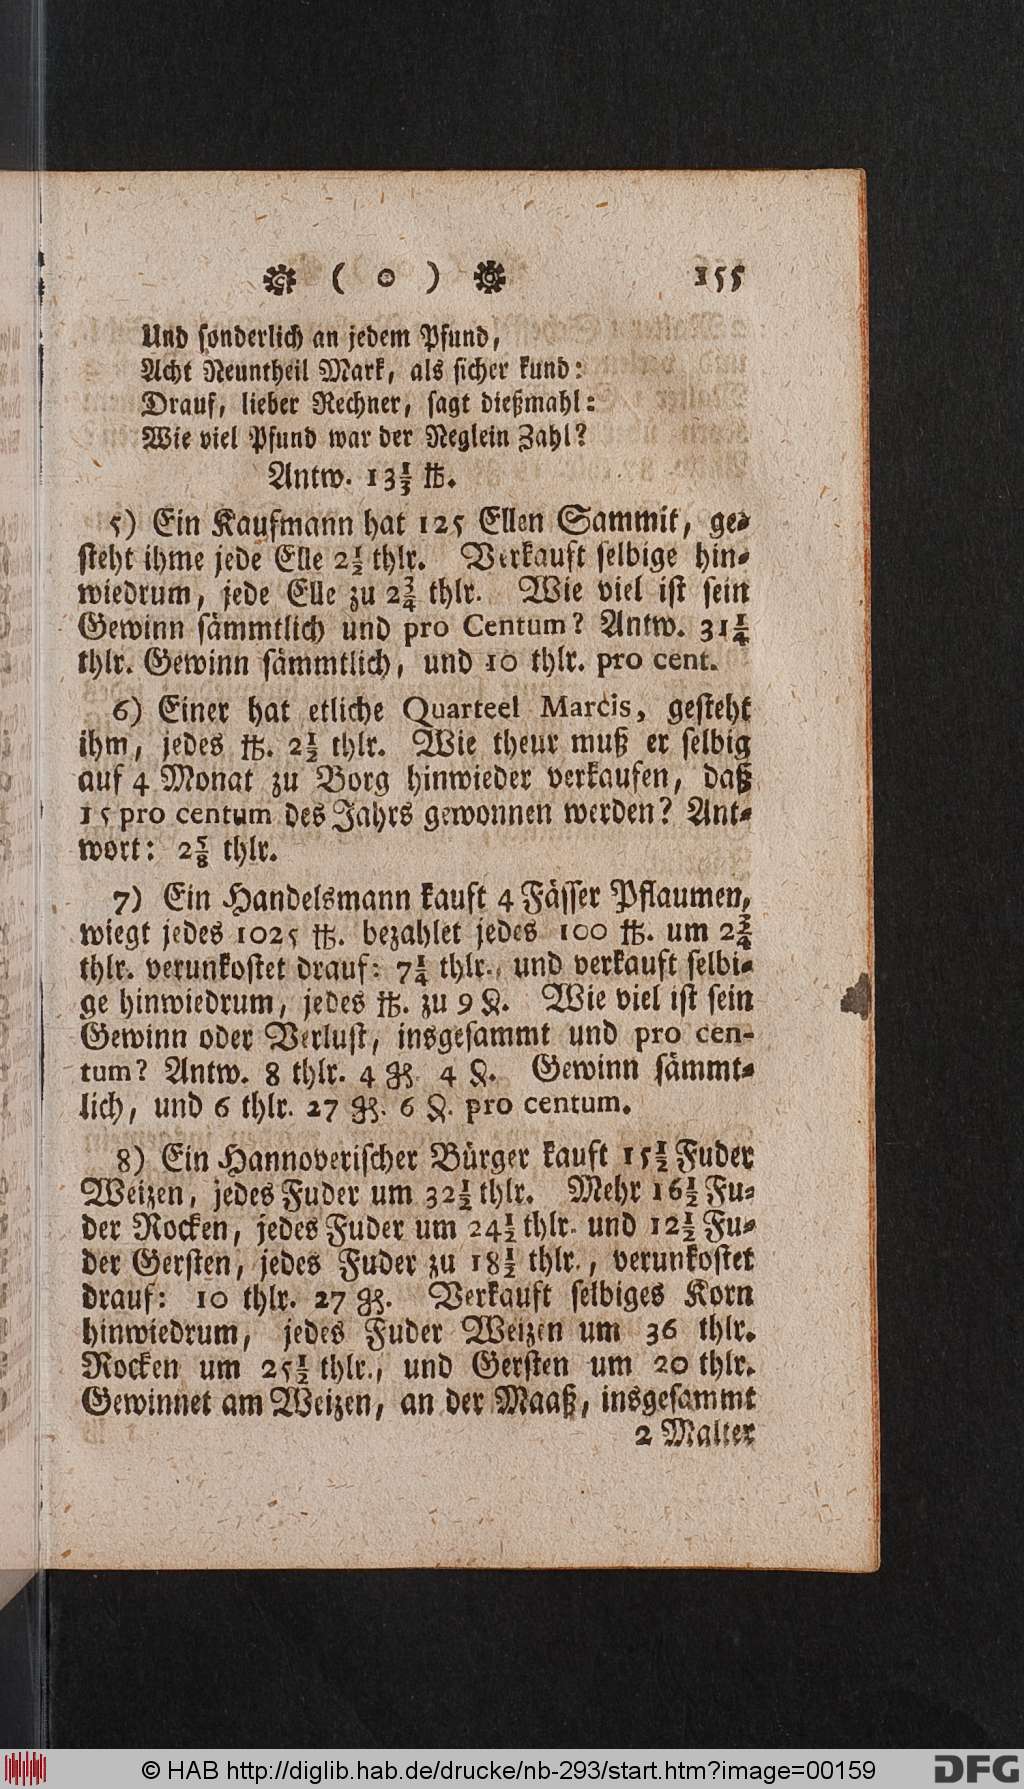 ( o ) 155
Und sonderlich an jedem Pfund,
Acht Neuntheil Mark, als sicher kund:
Drauf, lieber Rechner, sagt dießmahl:
Wie viel Pfund war der Neglein Zahl?
Antw. 13⅓ ℔.
5) Ein Kaufmann hat 125 Ellen Sammit, ge-
steht ihme jede Elle 2½ thlr. Verkauft selbige hin-
wiedrum, jede Elle zu 2¾ thlr. Wie viel ist sein
Gewinn sämmtlich und pro Centum? Antw. 31¼
thlr. Gewinn sämmtlich, und 10 thlr. pro cent.
6) Einer hat etliche Quarteel Marcis, gesteht
ihm, jedes ℔. 2½ thlr. Wie theur muß er selbig
auf 4 Monat zu Borg hinwieder verkaufen, daß
15 pro centum des Jahrs gewonnen werden? Ant-
wort: 2⅝ thlr.
7) Ein Handelsmann kauft 4 Fässer Pflaumen,
wiegt jedes 1025 ℔. bezahlet jedes 100 ℔. um 2¾
thlr. verunkostet drauf: 7¼ thlr., und verkauft selbi-
ge hinwiedrum, jedes ℔. zu 9 ₰. Wie viel ist sein
Gewinn oder Verlust, insgesammt und pro cen-
tum? Antw. 8 thlr. 4 gg. 4 ₰. Gewinn sämmt-
lich, und 6 thlr. 27 gg. 6 ₰. pro centum.
8) Ein Hannoverischer Bürger kauft 15½ Fuder
Weizen, jedes Fuder um 32½ thlr. Mehr 16½ Fu-
der Rocken, jedes Fuder um 24½ thlr. und 12½ Fu-
der Gersten, jedes Fuder zu 18½ thlr., verunkostet
drauf: 10 thlr. 27 gg. Verkauft selbiges Korn
hinwiedrum, jedes Fuder Weizen um 36 thlr.
Rocken um 25½ thlr., und Gersten um 20 thlr.
Gewinnet am Weizen, an der Maaß, insgesammt
2 Malter
© HAB http://diglib.hab.de/drucke/nb-293/start.htm?image=00159
DFG